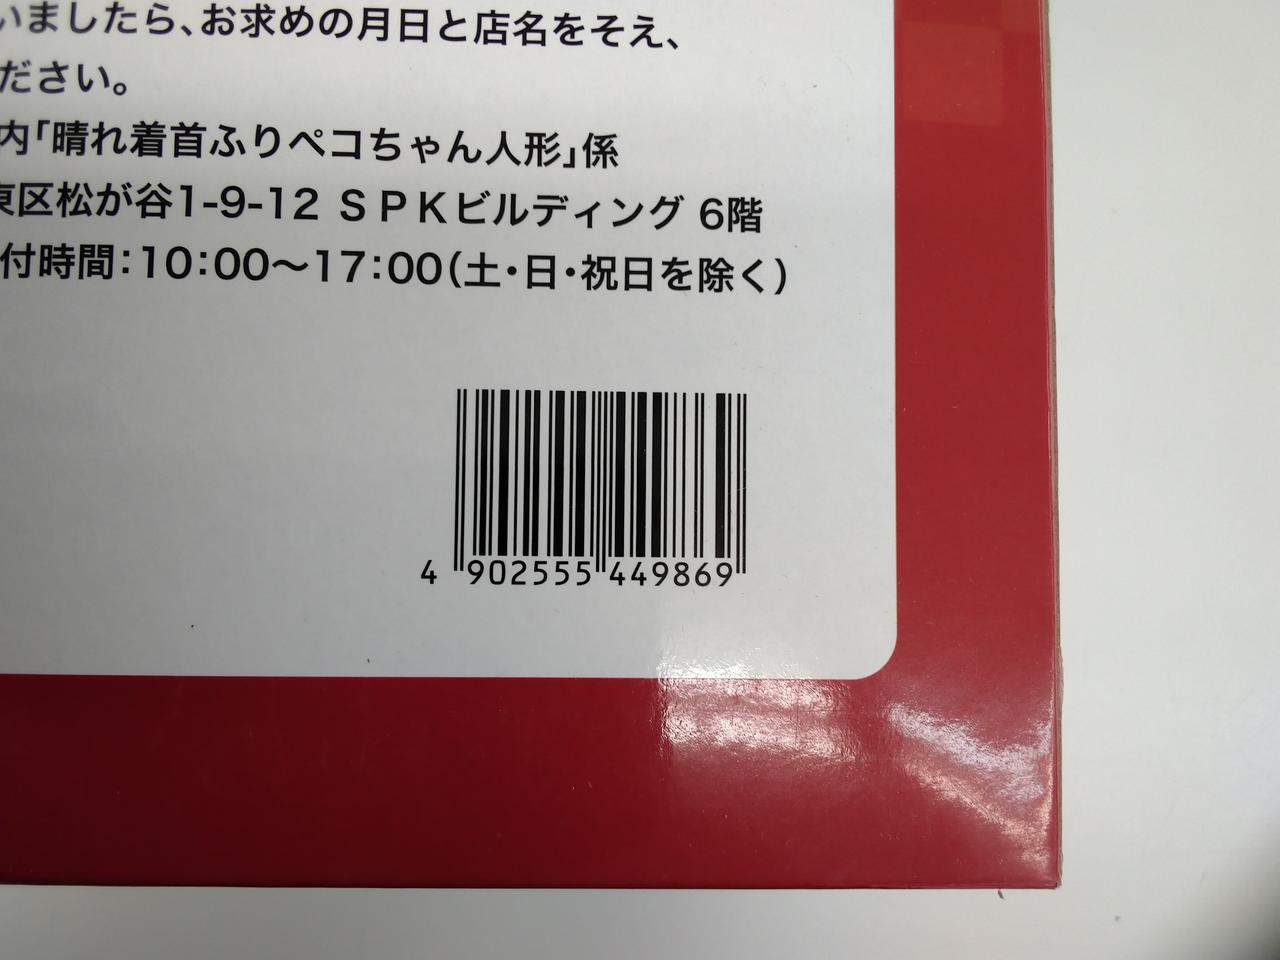 いましたら、お求めの月日と店名をそえ、
ださい。
内「晴れ着首ふりペコちゃん人形」係
東区松が谷1-9-12 ＳＰＫビルディング 6階
付時間：10：00～17：00（土・日・祝日を除く）
4 902555 449869